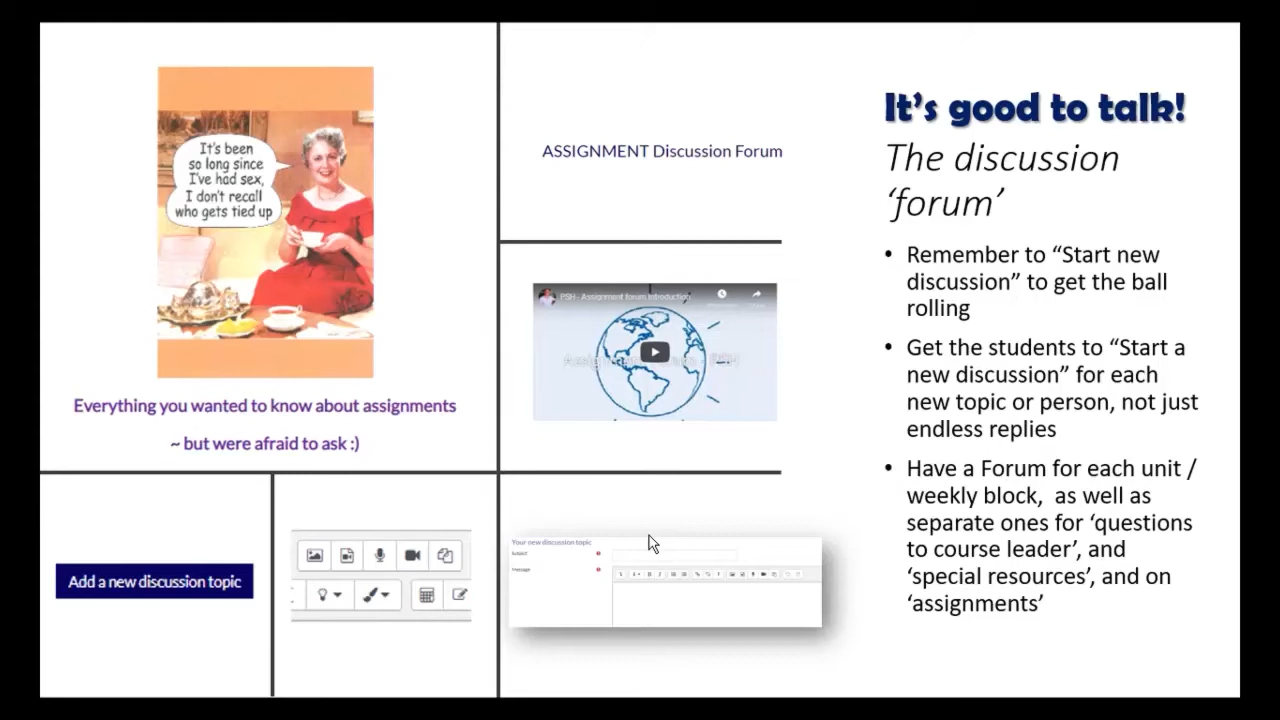 It's been
so long since
I've had sex,
I don't recall
who gets tied up
Everything you wanted to know about assignments
~ but were afraid to ask :)
ASSIGNMENT Discussion Forum
PSH - Assignment forum Introduction
Add a new discussion topic
Your new discussion topic
Subject
Message
It's good to talk!
The discussion
‘forum’
• Remember to “Start new
discussion” to get the ball
rolling
• Get the students to “Start a
new discussion” for each
new topic or person, not just
endless replies
• Have a Forum for each unit /
weekly block, as well as
separate ones for ‘questions
to course leader’, and
‘special resources’, and on
‘assignments’